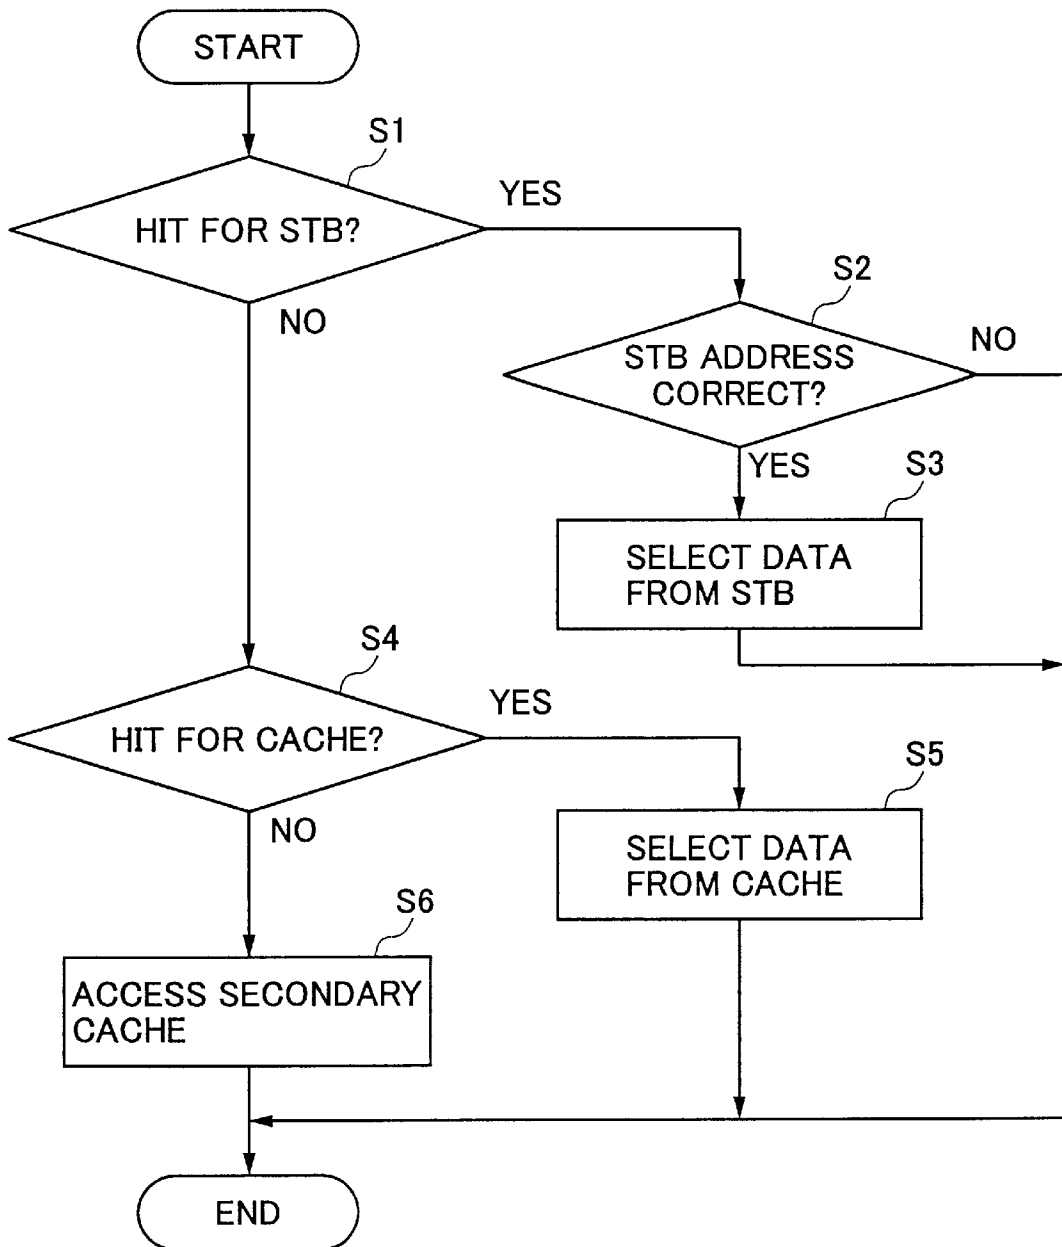 START
S1
HIT FOR STB?
YES
NO
S2
STB ADDRESS
CORRECT?
NO
YES
S3
SELECT DATA
FROM STB
S4
HIT FOR CACHE?
YES
NO
S5
SELECT DATA
FROM CACHE
S6
ACCESS SECONDARY
CACHE
END